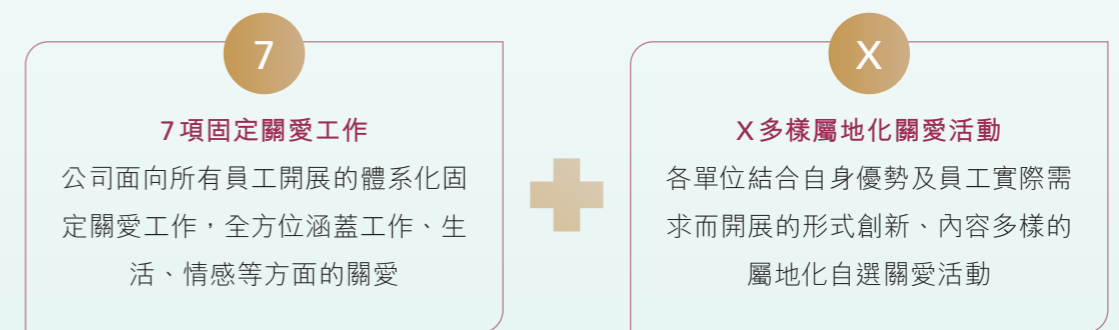 7
7項固定關愛工作
公司面向所有員工開展的體系化固
定關愛工作，全方位涵蓋工作、生
活、情感等方面的關愛
X
X多樣屬地化關愛活動
各單位結合自身優勢及員工實際需
求而開展的形式創新、內容多樣的
屬地化自選關愛活動